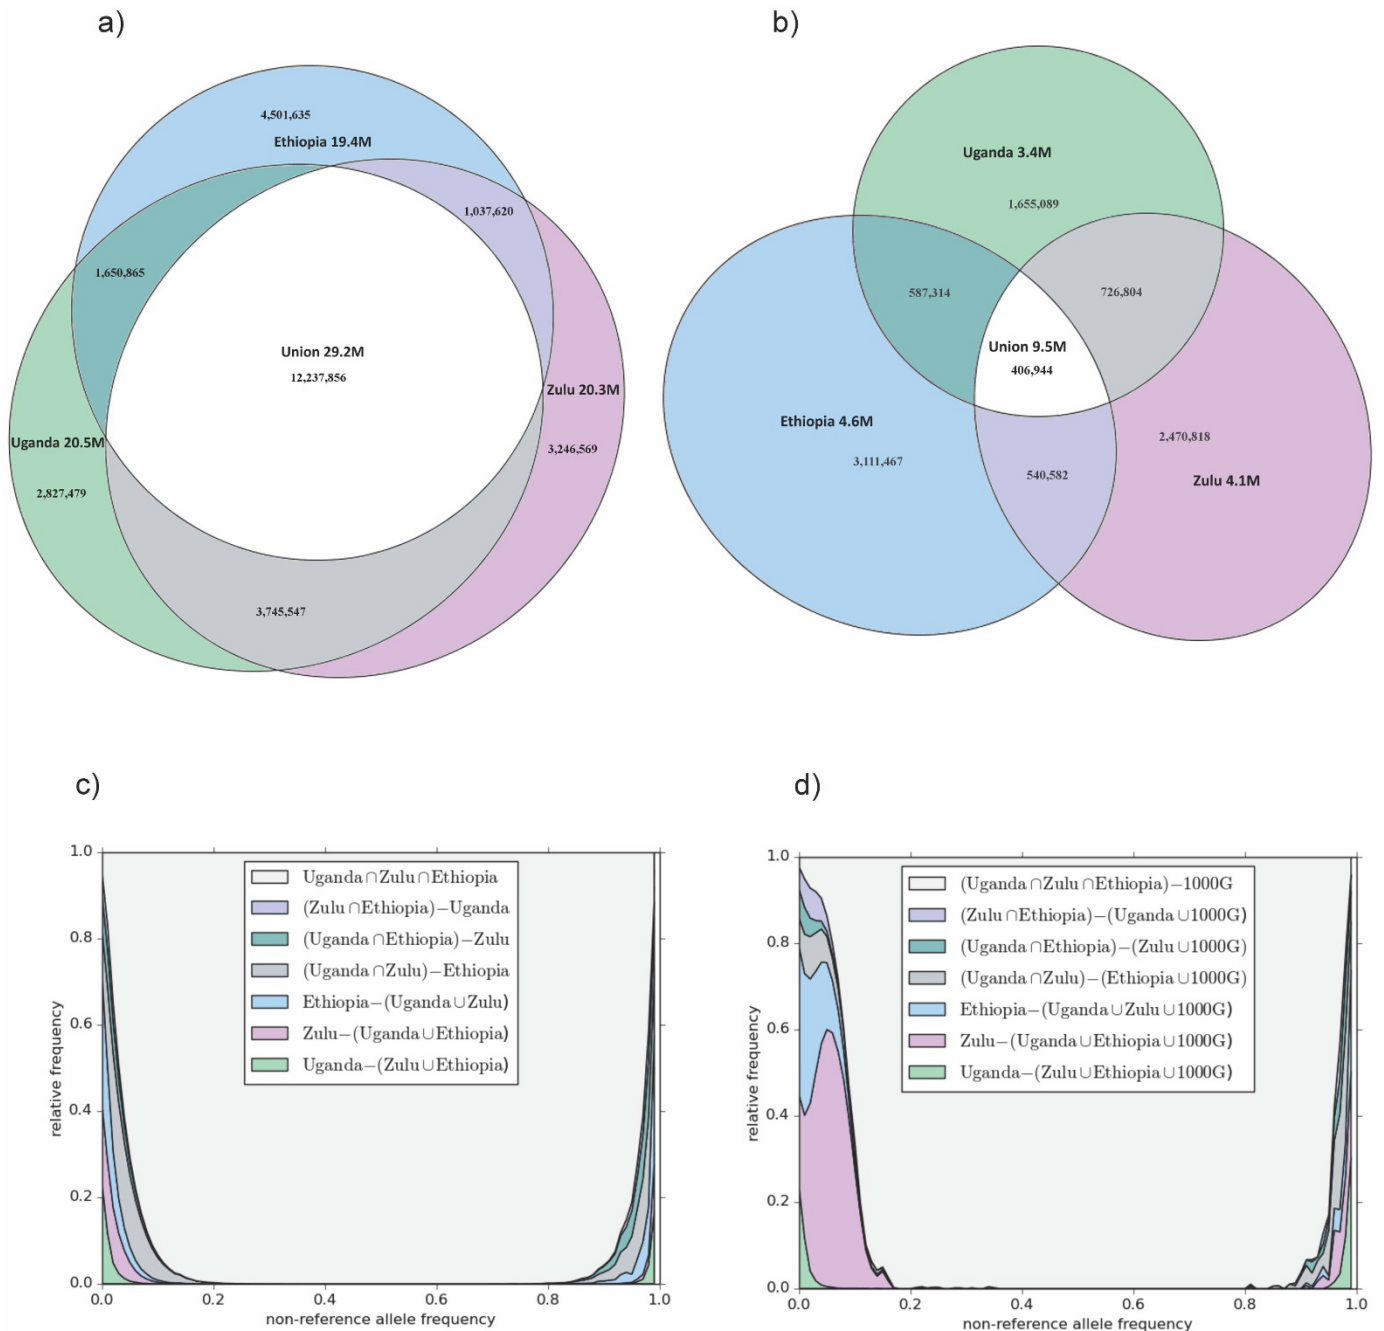 a)
4,501,635
Ethiopia 19.4M
1,037,620
1,650,865
Union 29.2M
12,237,856
Zulu 20.3M
Uganda 20.5M
3,246,569
2,827,479
3,745,547
b)
Uganda 3.4M
1,655,089
587,314
726,804
Union 9.5M
406,944
Ethiopia 4.6M
3,111,467
2,470,818
540,582
Zulu 4.1M
c)
1.0
0.8
0.6
0.4
0.2
0.0
relative frequency
Uganda∩Zulu∩Ethiopia
(Zulu∩Ethiopia)−Uganda
(Uganda∩Ethiopia)−Zulu
(Uganda∩Zulu)−Ethiopia
Ethiopia−(Uganda∪Zulu)
Zulu−(Uganda∪Ethiopia)
Uganda−(Zulu∪Ethiopia)
0.0 0.2 0.4 0.6 0.8 1.0
non-reference allele frequency
d)
1.0
0.8
0.6
0.4
0.2
0.0
relative frequency
(Uganda∩Zulu∩Ethiopia)−1000G
(Zulu∩Ethiopia)−(Uganda∪1000G)
(Uganda∩Ethiopia)−(Zulu∪1000G)
(Uganda∩Zulu)−(Ethiopia∪1000G)
Ethiopia−(Uganda∪Zulu∪1000G)
Zulu−(Uganda∪Ethiopia∪1000G)
Uganda−(Zulu∪Ethiopia∪1000G)
0.0 0.2 0.4 0.6 0.8 1.0
non-reference allele frequency